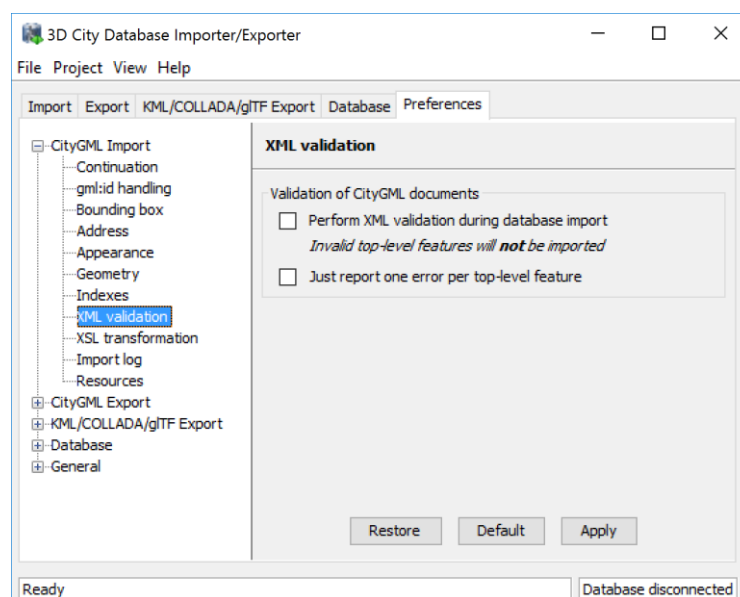 3D City Database Importer/Exporter
File Project View Help
Import Export KML/COLLADA/glTF Export Database Preferences
CityGML Import
Continuation
gml:id handling
Bounding box
Address
Appearance
Geometry
Indexes
XML validation
XSL transformation
Import log
Resources
CityGML Export
KML/COLLADA/glTF Export
Database
General
XML validation
Validation of CityGML documents
Perform XML validation during database import
Invalid top-level features will not be imported
Just report one error per top-level feature
Restore Default Apply
Ready Database disconnected